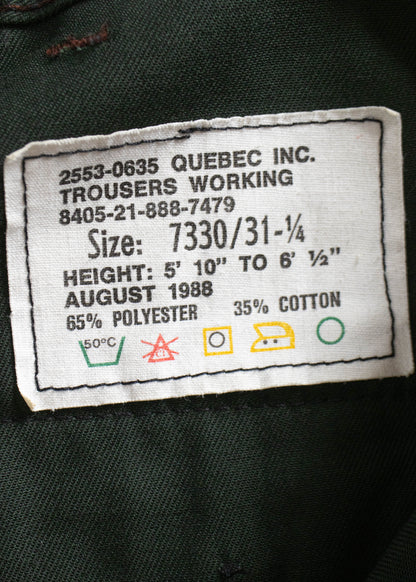 2553-0635 QUEBEC INC.
TROUSERS WORKING
8405-21-888-7479
Size: 7330/31-¼
HEIGHT: 5' 10" TO 6' ½"
AUGUST 1988
65% POLYESTER 35% COTTON
50°C